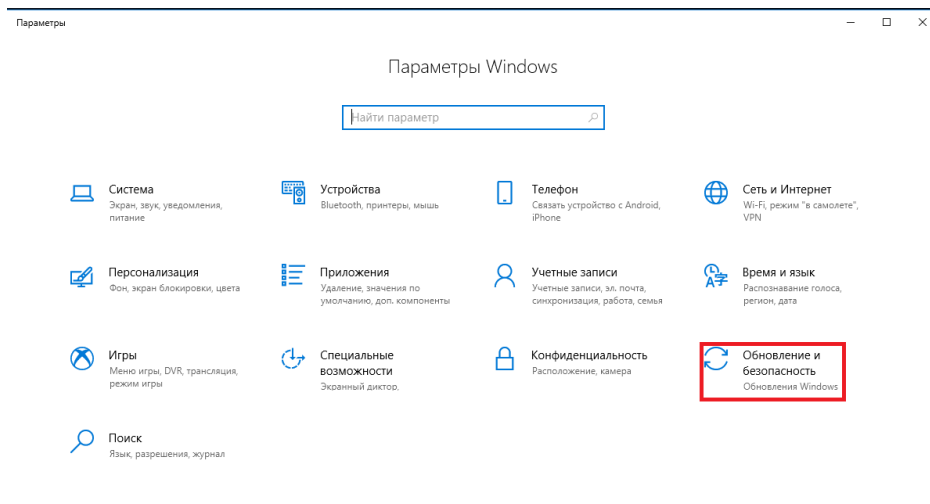 Параметры
Параметры Windows
Найти параметр
Система
Экран, звук, уведомления,
питание
Устройства
Bluetooth, принтеры, мышь
Телефон
Связать устройство с Android,
iPhone
Сеть и Интернет
Wi-Fi, режим "в самолете",
VPN
Персонализация
Фон, экран блокировки, цвета
Приложения
Удаление, значения по
умолчанию, доп. компоненты
Учетные записи
Учетные записи, эл. почта,
синхронизация, работа, семья
Время и язык
Распознавание голоса,
регион, дата
Игры
Меню игры, DVR, трансляция,
режим игры
Специальные
возможности
Экранный диктор,
Конфиденциальность
Расположение, камера
Обновление и
безопасность
Обновления Windows
Поиск
Язык, разрешения, журнал